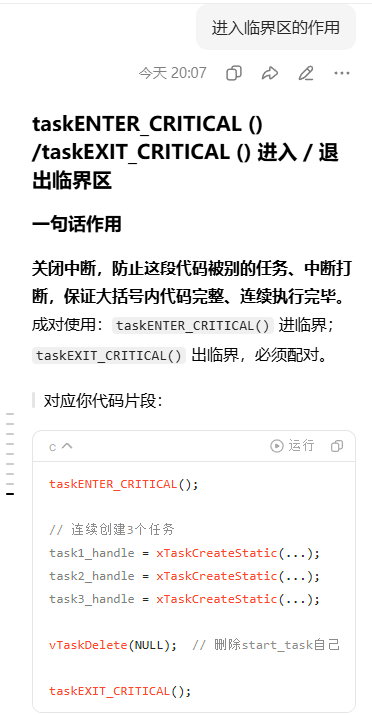 进入临界区的作用
今天 20:07
taskENTER_CRITICAL ()
/taskEXIT_CRITICAL () 进入 / 退
出临界区
一句话作用
关闭中断，防止这段代码被别的任务、中断打
断，保证大括号内代码完整、连续执行完毕。
成对使用：taskENTER_CRITICAL() 进临界；
taskEXIT_CRITICAL() 出临界，必须配对。
对应你代码片段：
c 运行
taskENTER_CRITICAL();
// 连续创建3个任务
task1_handle = xTaskCreateStatic(...);
task2_handle = xTaskCreateStatic(...);
task3_handle = xTaskCreateStatic(...);
vTaskDelete(NULL);  // 删除start_task自己
taskEXIT_CRITICAL();